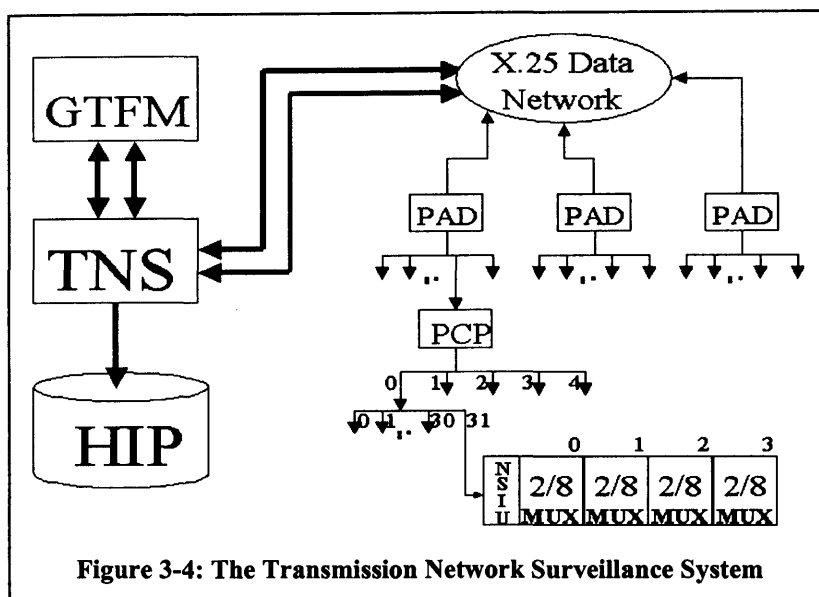 X.25 Data
Network
GTFM
TNS
HIP
PAD
PAD
PAD
PCP
0 1 2 3 4
0 1 30 31
0 1 2 3
NSIU
2/8 MUX
2/8 MUX
2/8 MUX
2/8 MUX
Figure 3-4: The Transmission Network Surveillance System